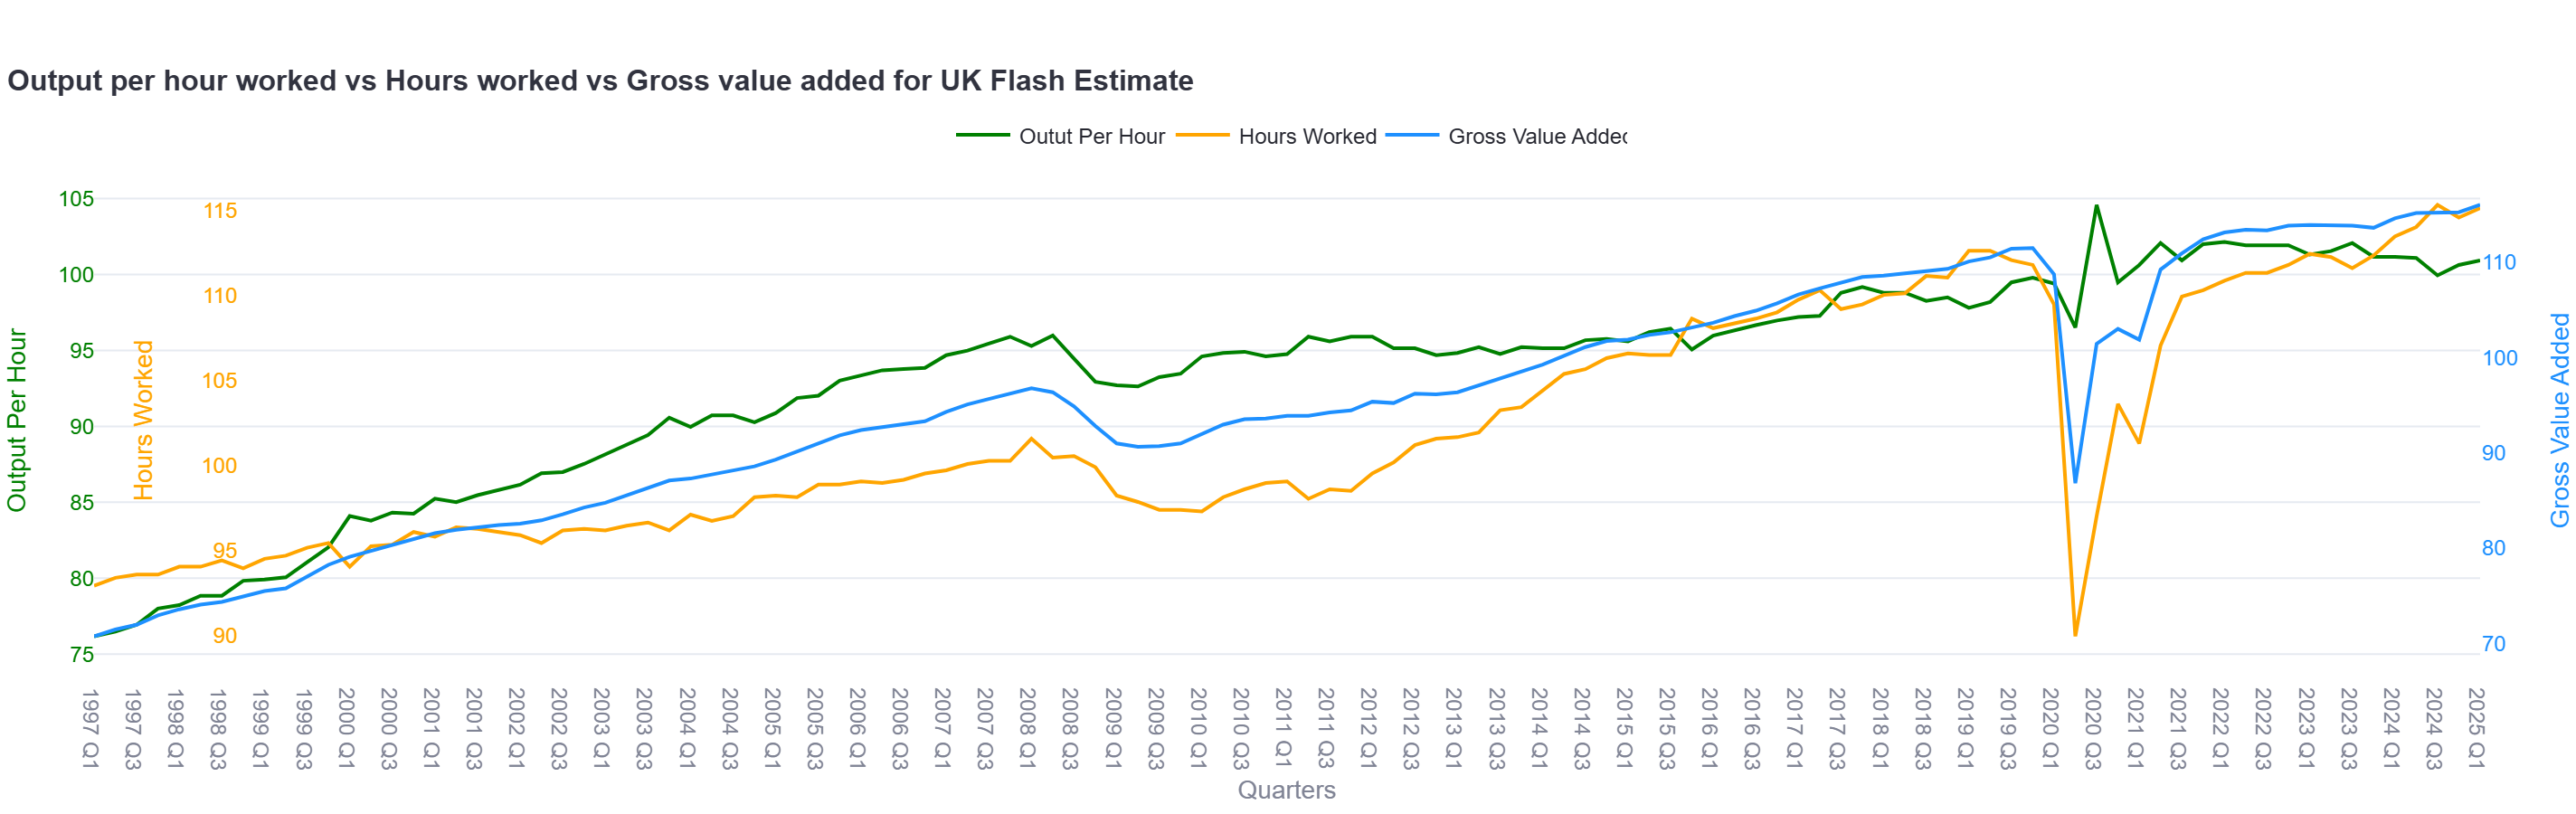 Output per hour worked vs Hours worked vs Gross value added for UK Flash Estimate
Outut Per Hour Hours Worked Gross Value Added
105
100
95
90
85
80
75
Output Per Hour
115
110
105
100
95
90
Hours Worked
110
100
90
80
70
Gross Value Added
1997 Q1
1997 Q3
1998 Q1
1998 Q3
1999 Q1
1999 Q3
2000 Q1
2000 Q3
2001 Q1
2001 Q3
2002 Q1
2002 Q3
2003 Q1
2003 Q3
2004 Q1
2004 Q3
2005 Q1
2005 Q3
2006 Q1
2006 Q3
2007 Q1
2007 Q3
2008 Q1
2008 Q3
2009 Q1
2009 Q3
2010 Q1
2010 Q3
2011 Q1
2011 Q3
2012 Q1
2012 Q3
2013 Q1
2013 Q3
2014 Q1
2014 Q3
2015 Q1
2015 Q3
2016 Q1
2016 Q3
2017 Q1
2017 Q3
2018 Q1
2018 Q3
2019 Q1
2019 Q3
2020 Q1
2020 Q3
2021 Q1
2021 Q3
2022 Q1
2022 Q3
2023 Q1
2023 Q3
2024 Q1
2024 Q3
2025 Q1
Quarters